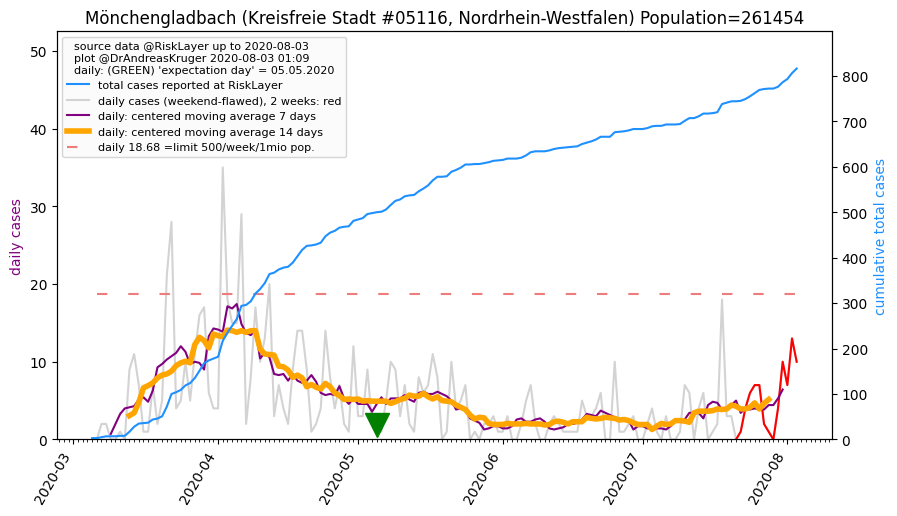 Mönchengladbach (Kreisfreie Stadt #05116, Nordrhein-Westfalen) Population=261454
source data @RiskLayer up to 2020-08-03
plot @DrAndreasKruger 2020-08-03 01:09
daily: (GREEN) 'expectation day' = 05.05.2020
total cases reported at RiskLayer
daily cases (weekend-flawed), 2 weeks: red
daily: centered moving average 7 days
daily: centered moving average 14 days
daily 18.68 =limit 500/week/1mio pop.
daily cases
50
40
30
20
10
0
cumulative total cases
800
700
600
500
400
300
200
100
0
2020-03
2020-04
2020-05
2020-06
2020-07
2020-08